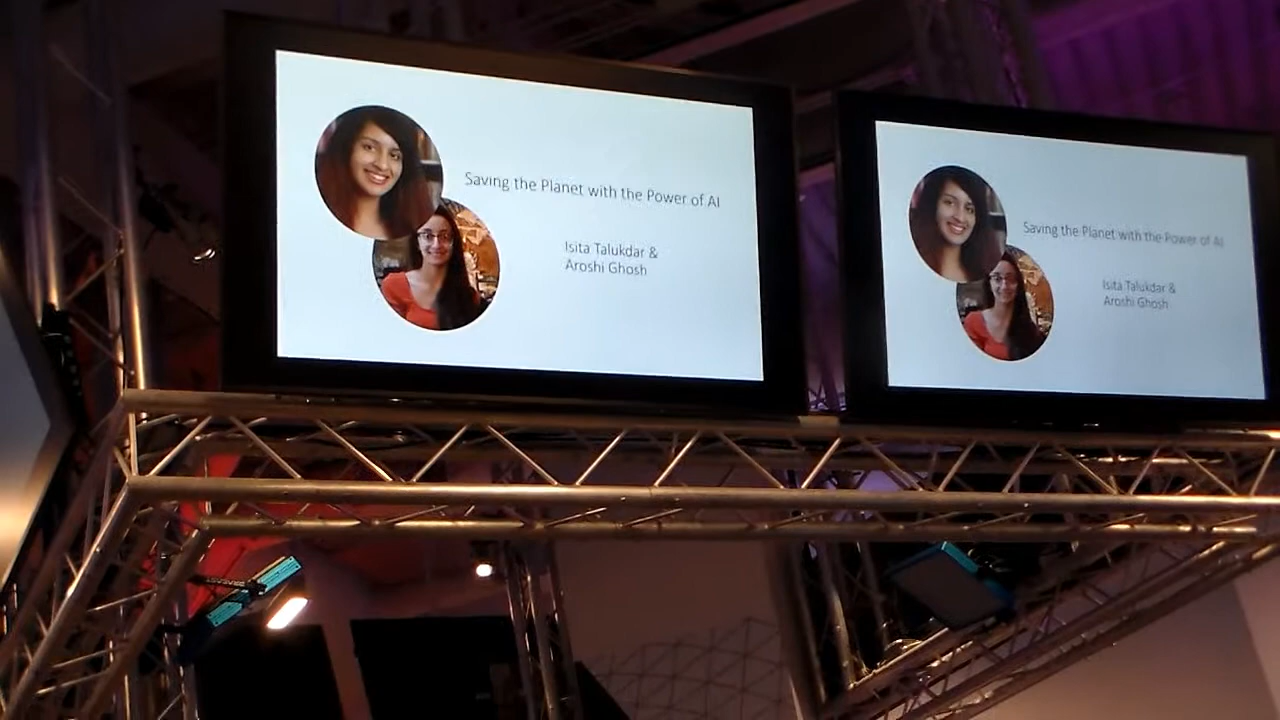 Saving the Planet with the Power of AI
Isita Talukdar &
Aroshi Ghosh
Saving the Planet with the Power of AI
Isita Talukdar &
Aroshi Ghosh